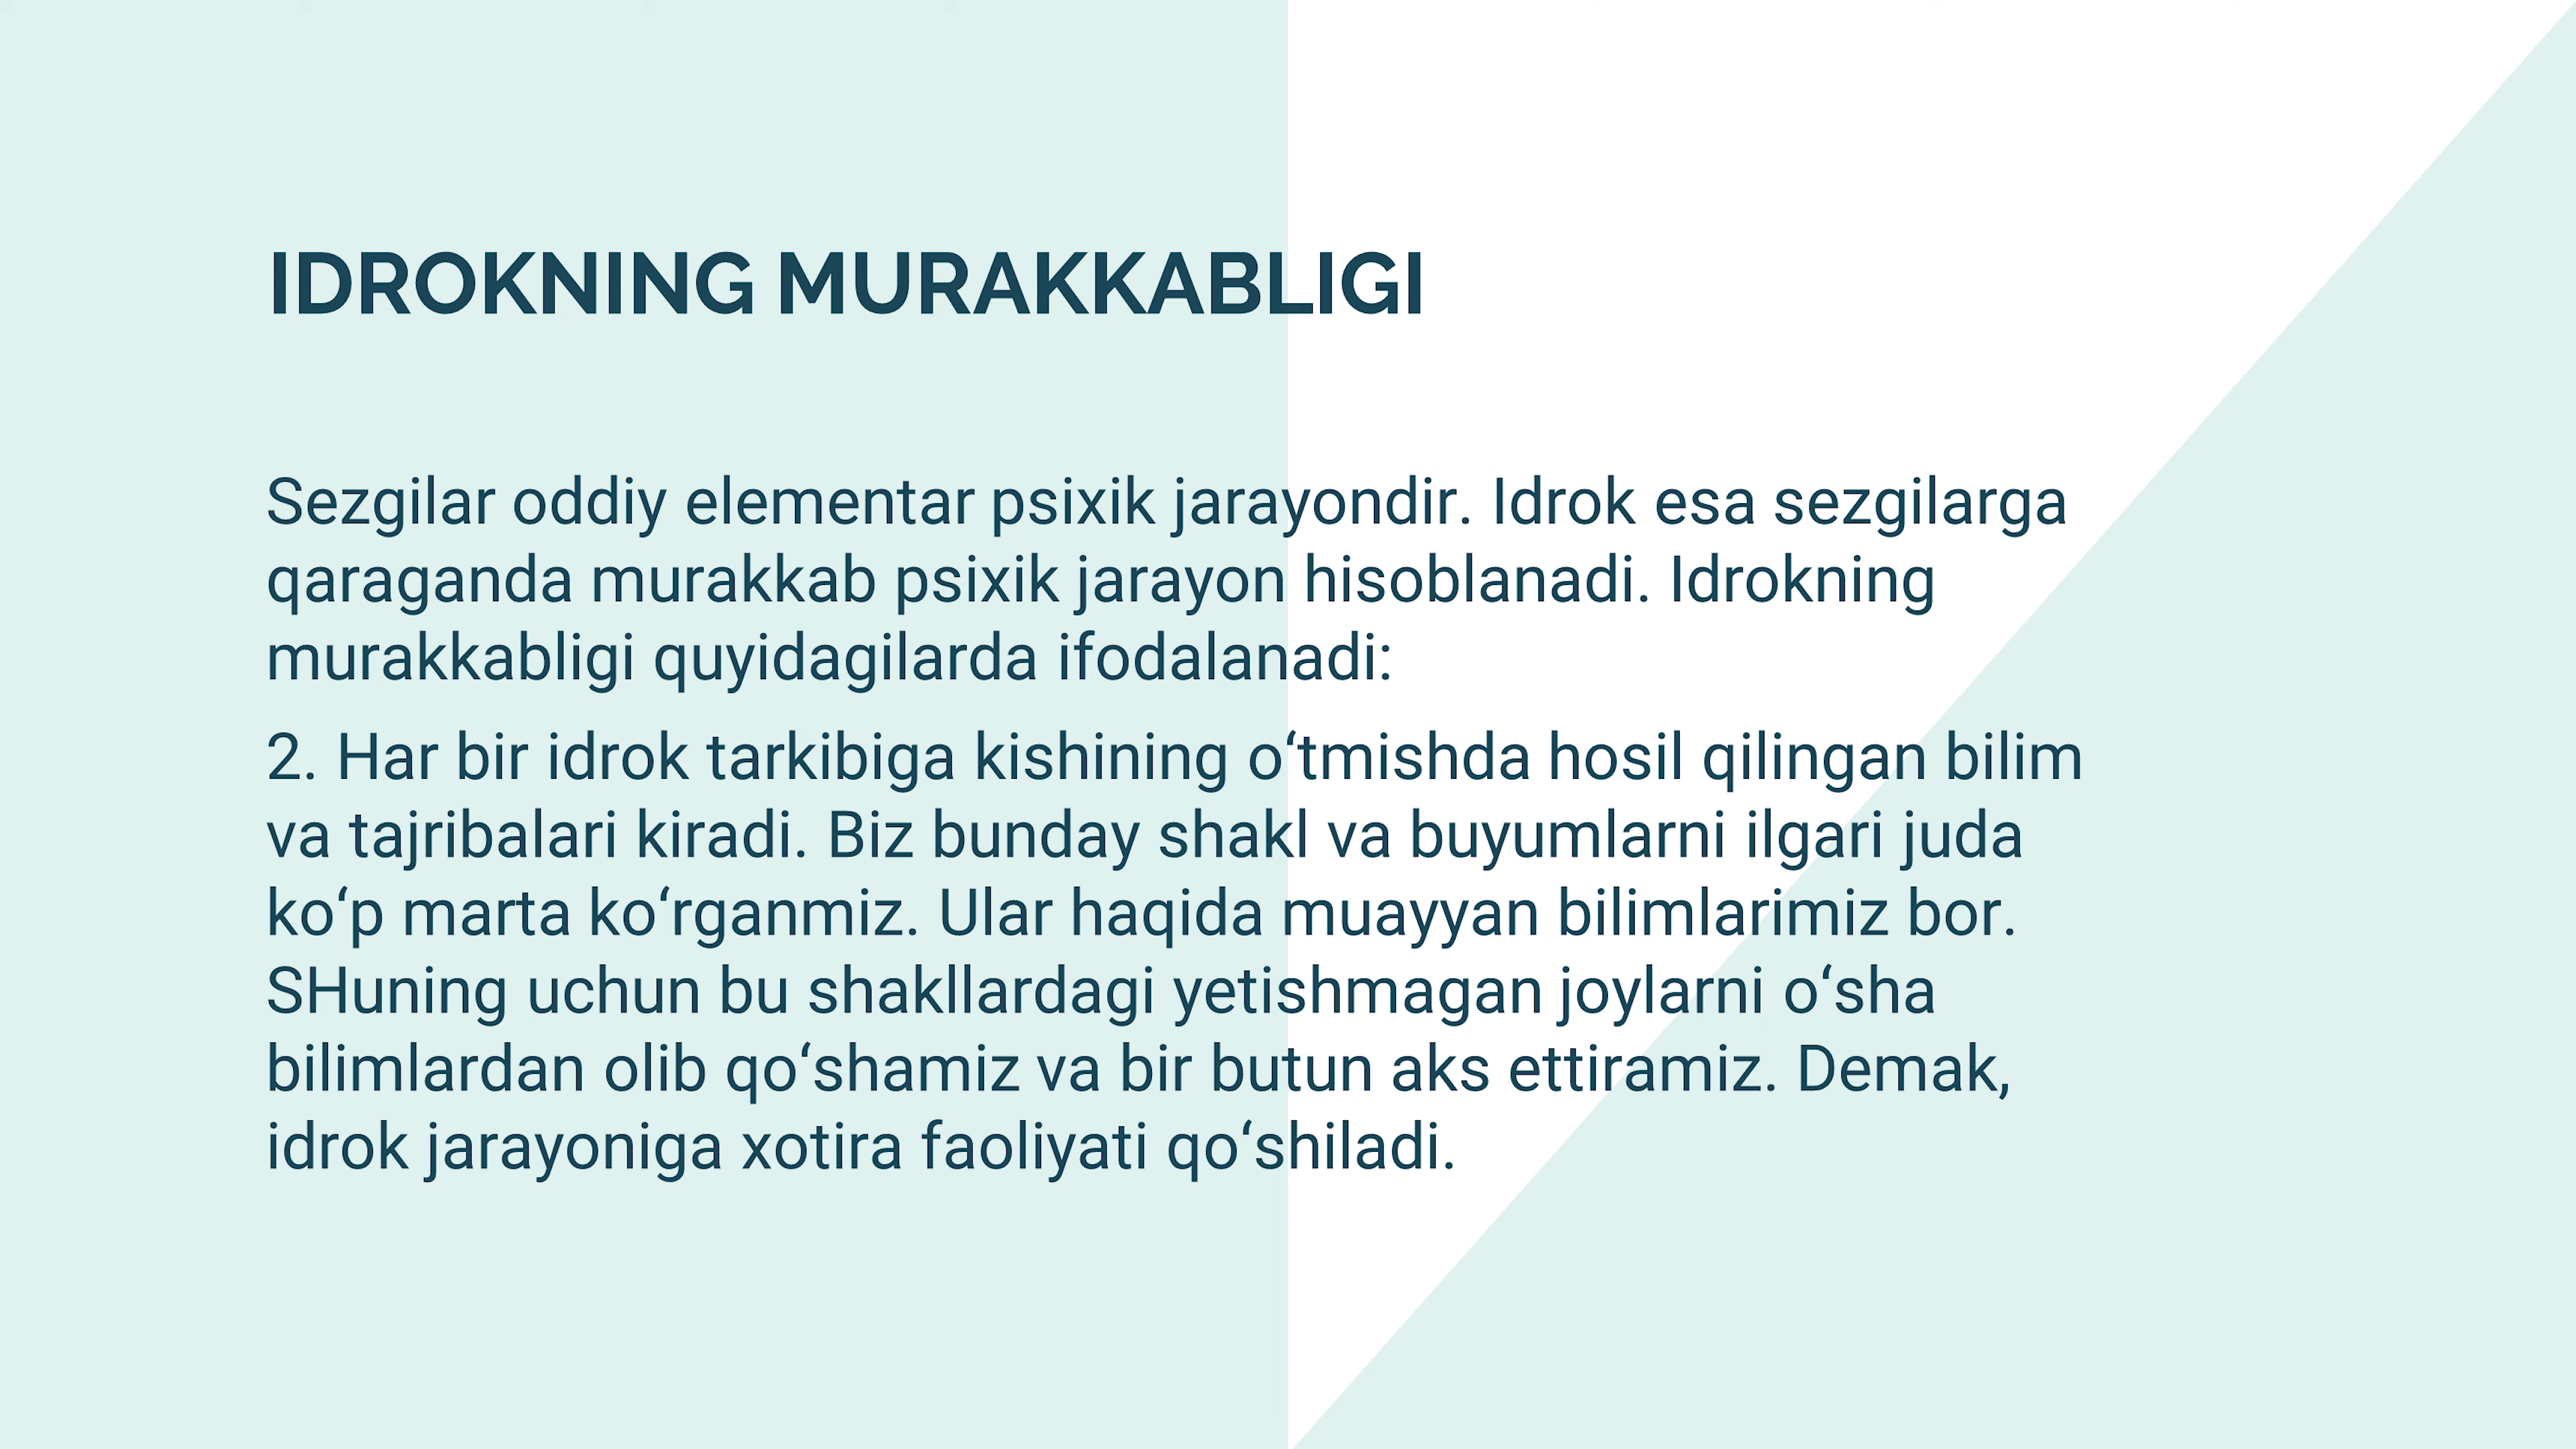 IDROKNING MURAKKABLIGI
Sezgilar oddiy elementar psixik jarayondir. Idrok esa sezgilarga
qaraganda murakkab psixik jarayon hisoblanadi. Idrokning
murakkabligi quyidagilarda ifodalanadi:
2. Har bir idrok tarkibiga kishining o‘tmishda hosil qilingan bilim
va tajribalari kiradi. Biz bunday shakl va buyumlarni ilgari juda
ko‘p marta ko‘rganmiz. Ular haqida muayyan bilimlarimiz bor.
SHuning uchun bu shakllardagi yetishmagan joylarni o‘sha
bilimlardan olib qo‘shamiz va bir butun aks ettiramiz. Demak,
idrok jarayoniga xotira faoliyati qo‘shiladi.